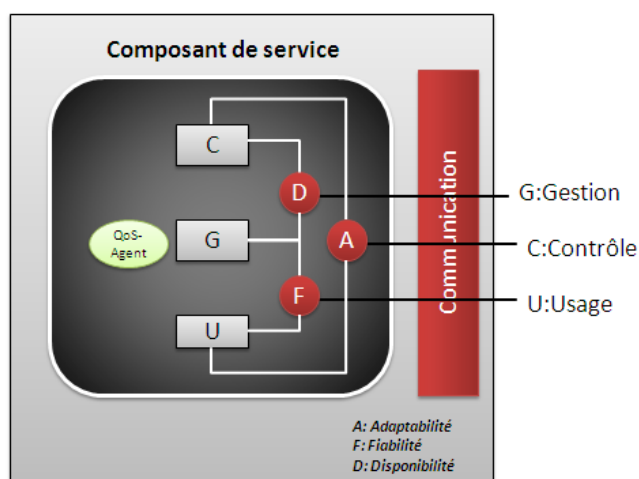 Composant de service
C
D
G:Gestion
QoS-
Agent
G
A
C:Contrôle
F
U:Usage
U
Communication
A: Adaptabilité
F: Fiabilité
D: Disponibilité